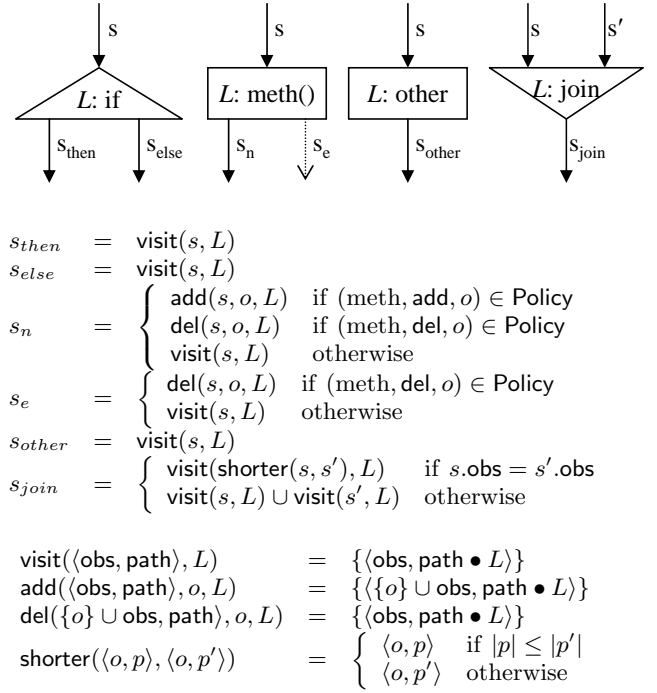 s s s s s′
L: if L: meth() L: other L: join
s_then s_else s_n s_e s_other s_join
s_then = visit(s, L)
s_else = visit(s, L)
s_n = { add(s, o, L) if (meth, add, o) ∈ Policy
del(s, o, L) if (meth, del, o) ∈ Policy
visit(s, L) otherwise
s_e = { del(s, o, L) if (meth, del, o) ∈ Policy
visit(s, L) otherwise
s_other = visit(s, L)
s_join = { visit(shorter(s, s′), L) if s.obs = s′.obs
visit(s, L) ∪ visit(s′, L) otherwise
visit(⟨obs, path⟩, L) = {⟨obs, path • L⟩}
add(⟨obs, path⟩, o, L) = {⟨{o} ∪ obs, path • L⟩}
del({o} ∪ obs, path⟩, o, L) = {⟨obs, path • L⟩}
shorter(⟨o, p⟩, ⟨o, p′⟩) = { ⟨o, p⟩ if |p| ≤ |p′|
⟨o, p′⟩ otherwise